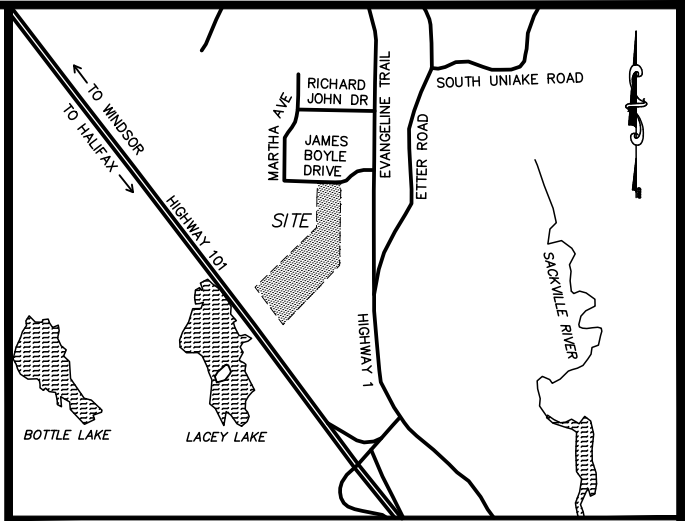 RICHARD
JOHN DR
EVANGELINE TRAIL
SOUTH UNIAKE ROAD
TO WINDSOR
TO HALIFAX
MARTHA AVE
JAMES
BOYLE
DRIVE
ETTER ROAD
HIGHWAY 101
SITE
SACKVILLE RIVER
HIGHWAY 1
BOTTLE LAKE
LACEY LAKE